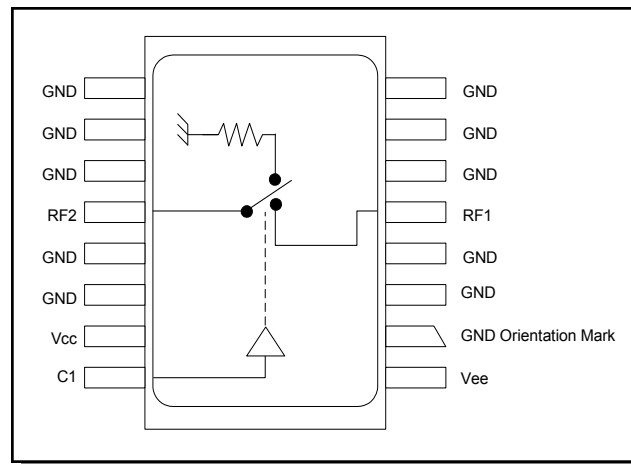 GND
GND
GND
RF2
GND
GND
Vcc
C1
GND
GND
GND
RF1
GND
GND
GND Orientation Mark
Vee